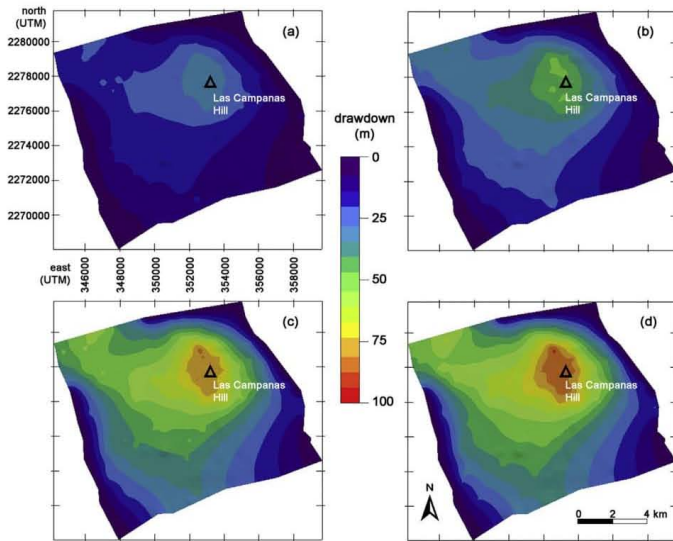 north
(UTM)
2280000
2278000
2276000
2274000
2272000
2270000
(a)
Las Campanas
Hill
(b)
Las Campanas
Hill
drawdown
(m)
0
25
50
75
100
east
(UTM)
346000
348000
350000
352000
354000
356000
358000
(c)
Las Campanas
Hill
(d)
Las Campanas
Hill
N
0 2 4 km